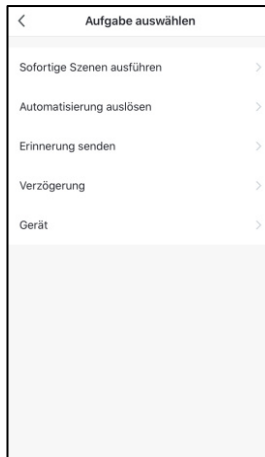 Aufgabe auswählen
Sofortige Szenen ausführen
Automatisierung auslösen
Erinnerung senden
Verzögerung
Gerät